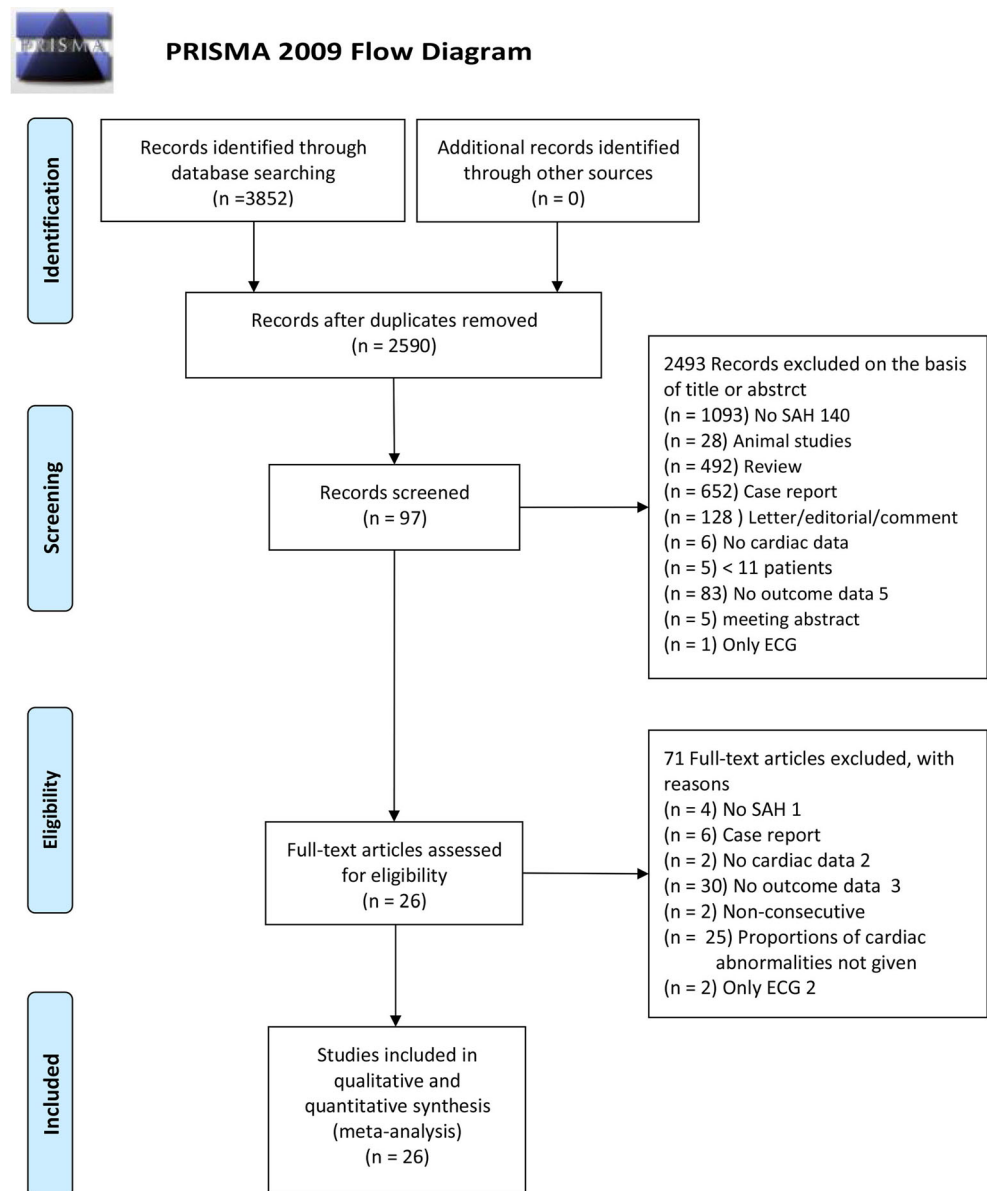 PRISMA
PRISMA 2009 Flow Diagram
Identification
Records identified through
database searching
(n =3852)
Additional records identified
through other sources
(n = 0)
Records after duplicates removed
(n = 2590)
Screening
Records screened
(n = 97)
2493 Records excluded on the basis
of title or abstrct
(n = 1093) No SAH 140
(n = 28) Animal studies
(n = 492) Review
(n = 652) Case report
(n = 128 ) Letter/editorial/comment
(n = 6) No cardiac data
(n = 5) < 11 patients
(n = 83) No outcome data 5
(n = 5) meeting abstract
(n = 1) Only ECG
Eligibility
Full-text articles assessed
for eligibility
(n = 26)
71 Full-text articles excluded, with
reasons
(n = 4) No SAH 1
(n = 6) Case report
(n = 2) No cardiac data 2
(n = 30) No outcome data  3
(n = 2) Non-consecutive
(n =  25) Proportions of cardiac
abnormalities not given
(n = 2) Only ECG 2
Included
Studies included in
qualitative and
quantitative synthesis
(meta-analysis)
(n = 26)